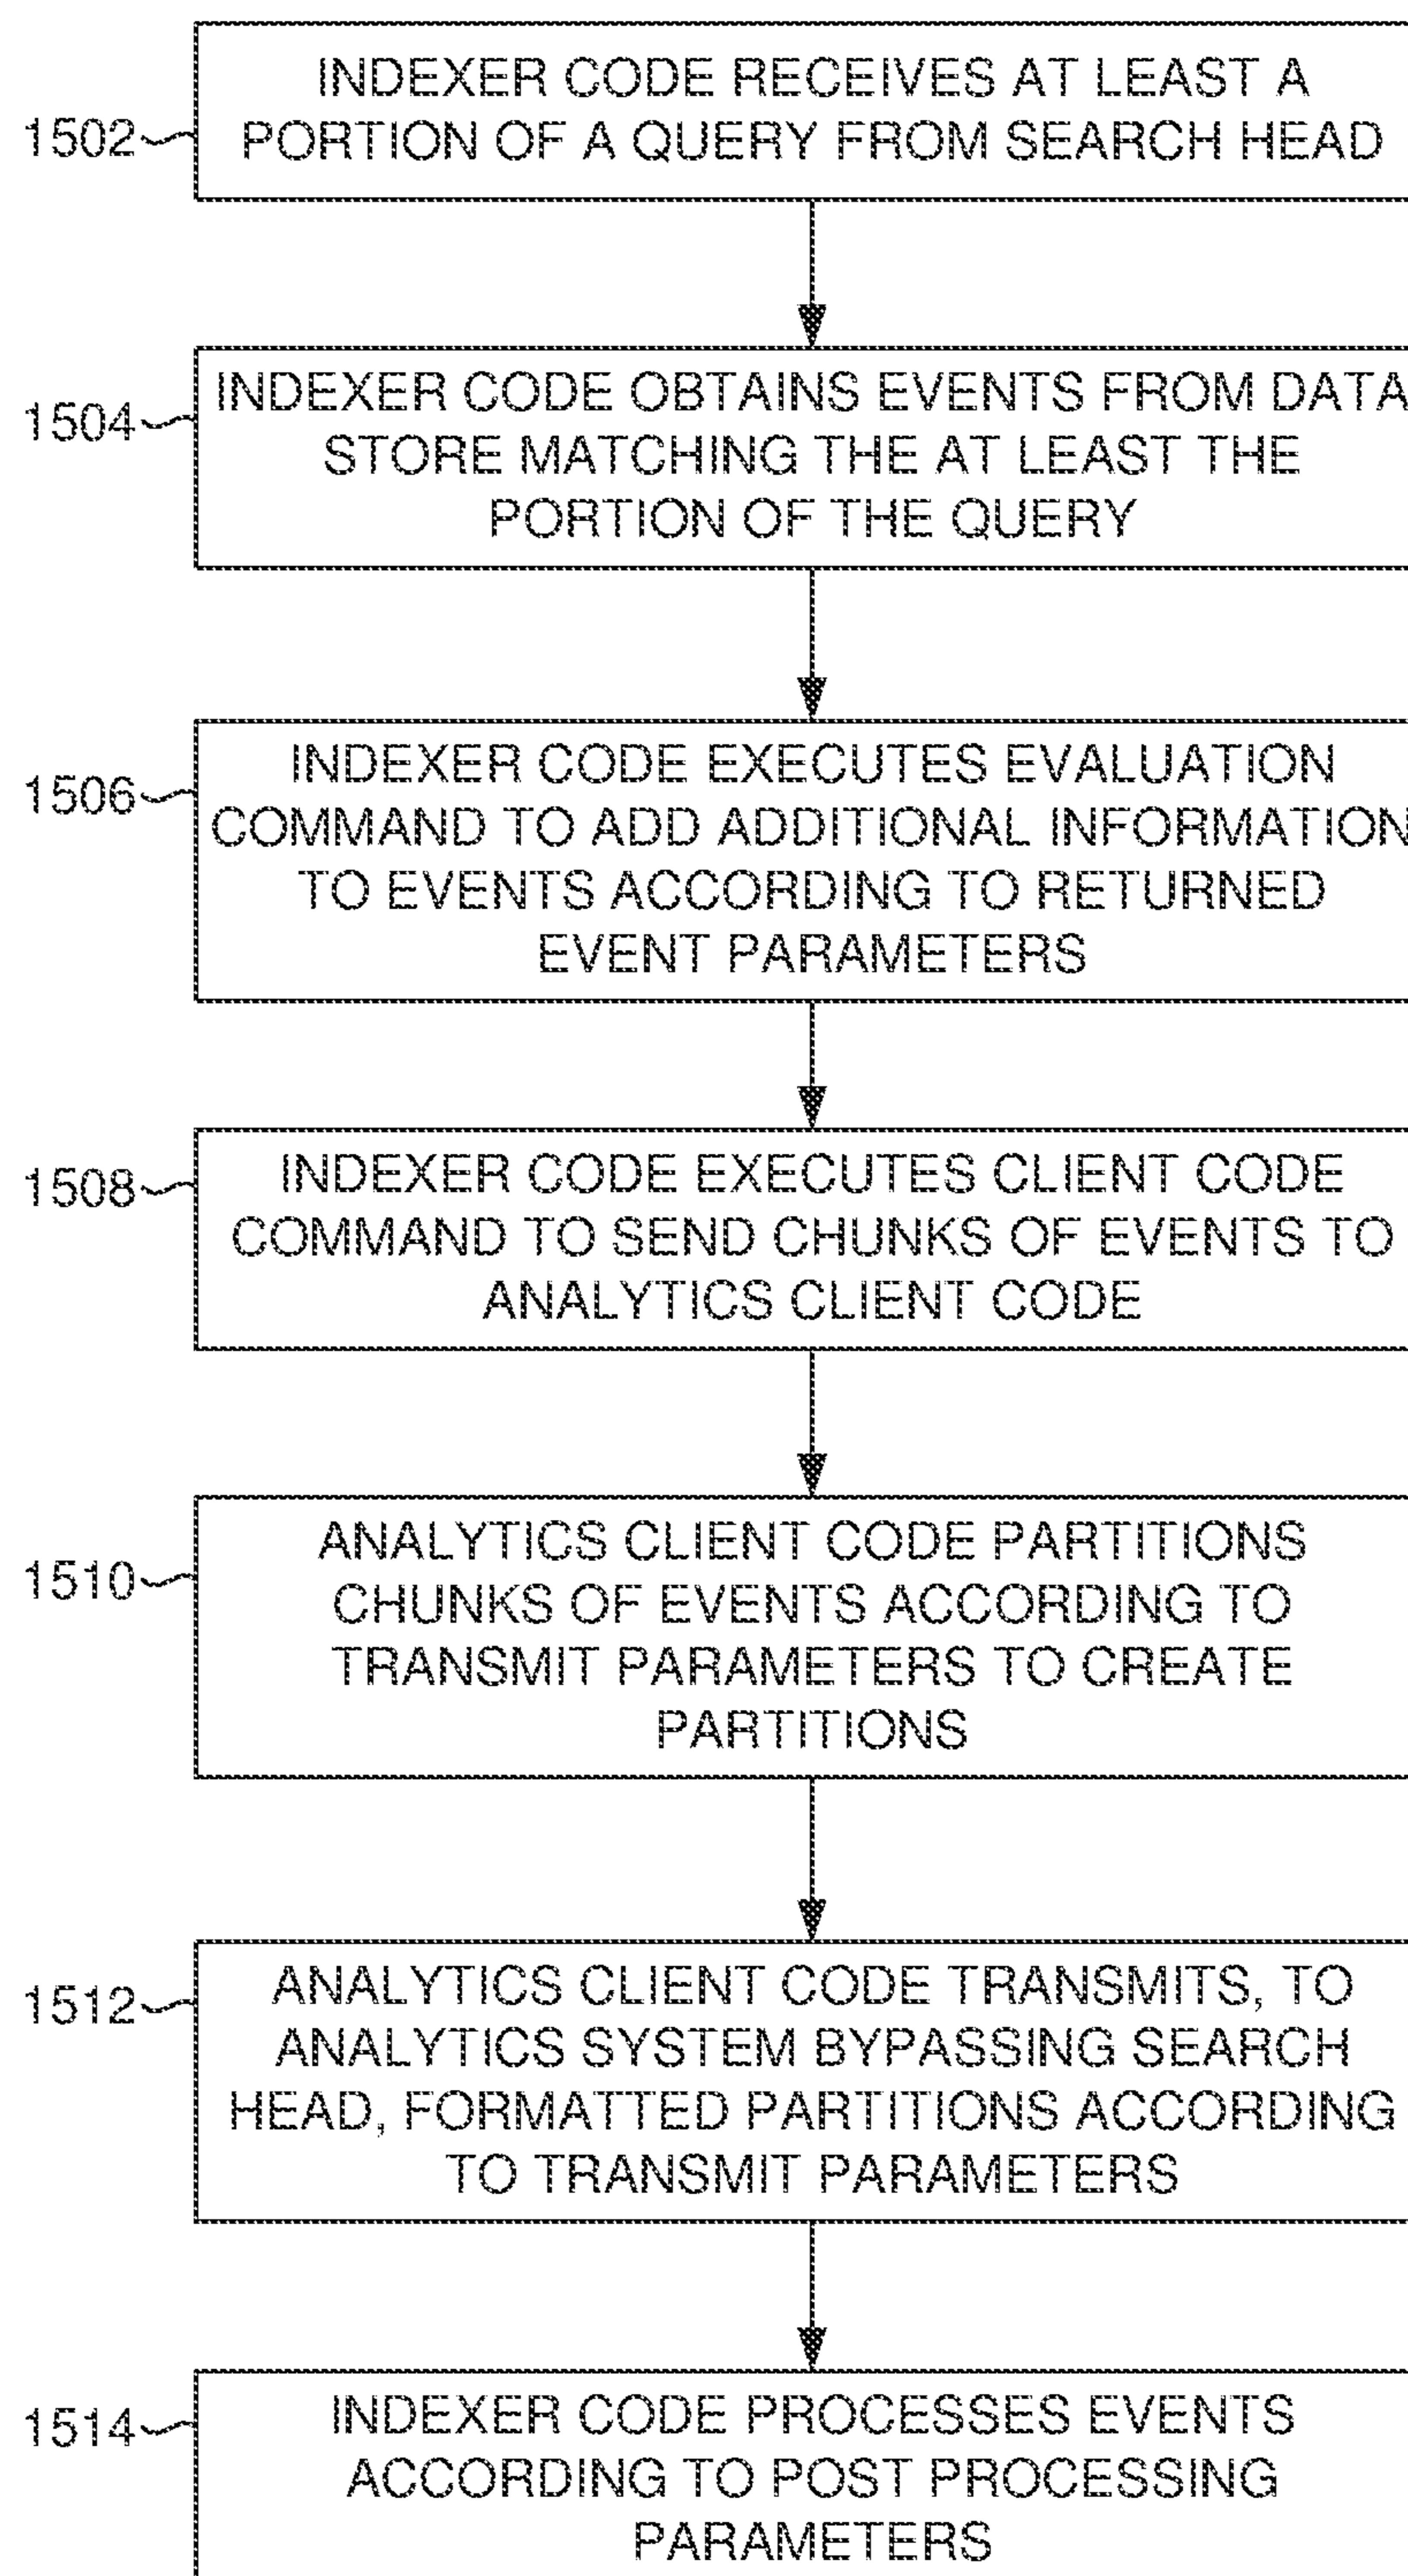 INDEXER CODE RECEIVES AT LEAST A
1502 PORTION OF A QUERY FROM SEARCH HEAD
INDEXER CODE OBTAINS EVENTS FROM DATA
1504
STORE MATCHING THE AT LEAST THE
PORTION OF THE QUERY
INDEXER CODE EXECUTES EVALUATION
1506
COMMAND TO ADD ADDITIONAL INFORMATION
TO EVENTS ACCORDING TO RETURNED
EVENT PARAMETERS
INDEXER CODE EXECUTES CLIENT CODE
1508
COMMAND TO SEND CHUNKS OF EVENTS TO
ANALYTICS CLIENT CODE
ANALYTICS CLIENT CODE PARTITIONS
1510
CHUNKS OF EVENTS ACCORDING TO
TRANSMIT PARAMETERS TO CREATE
PARTITIONS
ANALYTICS CLIENT CODE TRANSMITS, TO
1512
ANALYTICS SYSTEM BYPASSING SEARCH
HEAD, FORMATTED PARTITIONS ACCORDING
TO TRANSMIT PARAMETERS
INDEXER CODE PROCESSES EVENTS
1514
ACCORDING TO POST PROCESSING
PARAMETERS